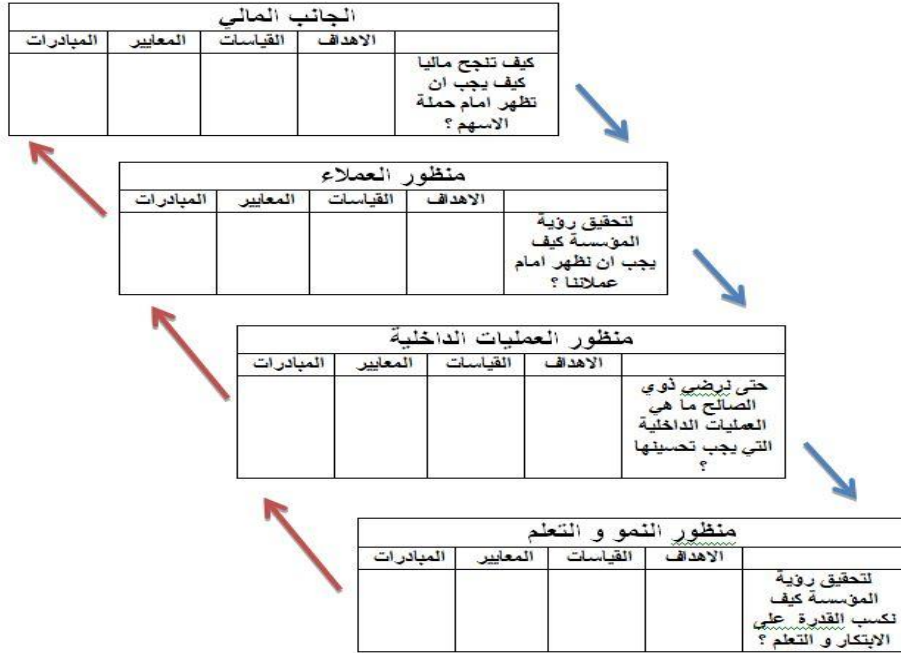 الجانب المالي
الاهداف القياسات المعايير المبادرات
كيف تنجح ماليا
كيف يجب ان
تظهر امام حملة
الاسهم ؟
منظور العملاء
الاهداف القياسات المعايير المبادرات
لتحقيق رؤية
المؤسسة كيف
يجب ان نظهر امام
عملائنا ؟
منظور العمليات الداخلية
الاهداف القياسات المعايير المبادرات
حتى نرضي ذوي
الصالح ما هي
العمليات الداخلية
التي يجب تحسينها
؟
منظور النمو و التعلم
الاهداف القياسات المعايير المبادرات
لتحقيق رؤية
المؤسسة كيف
نكسب القدرة علي
الابتكار و التعلم ؟